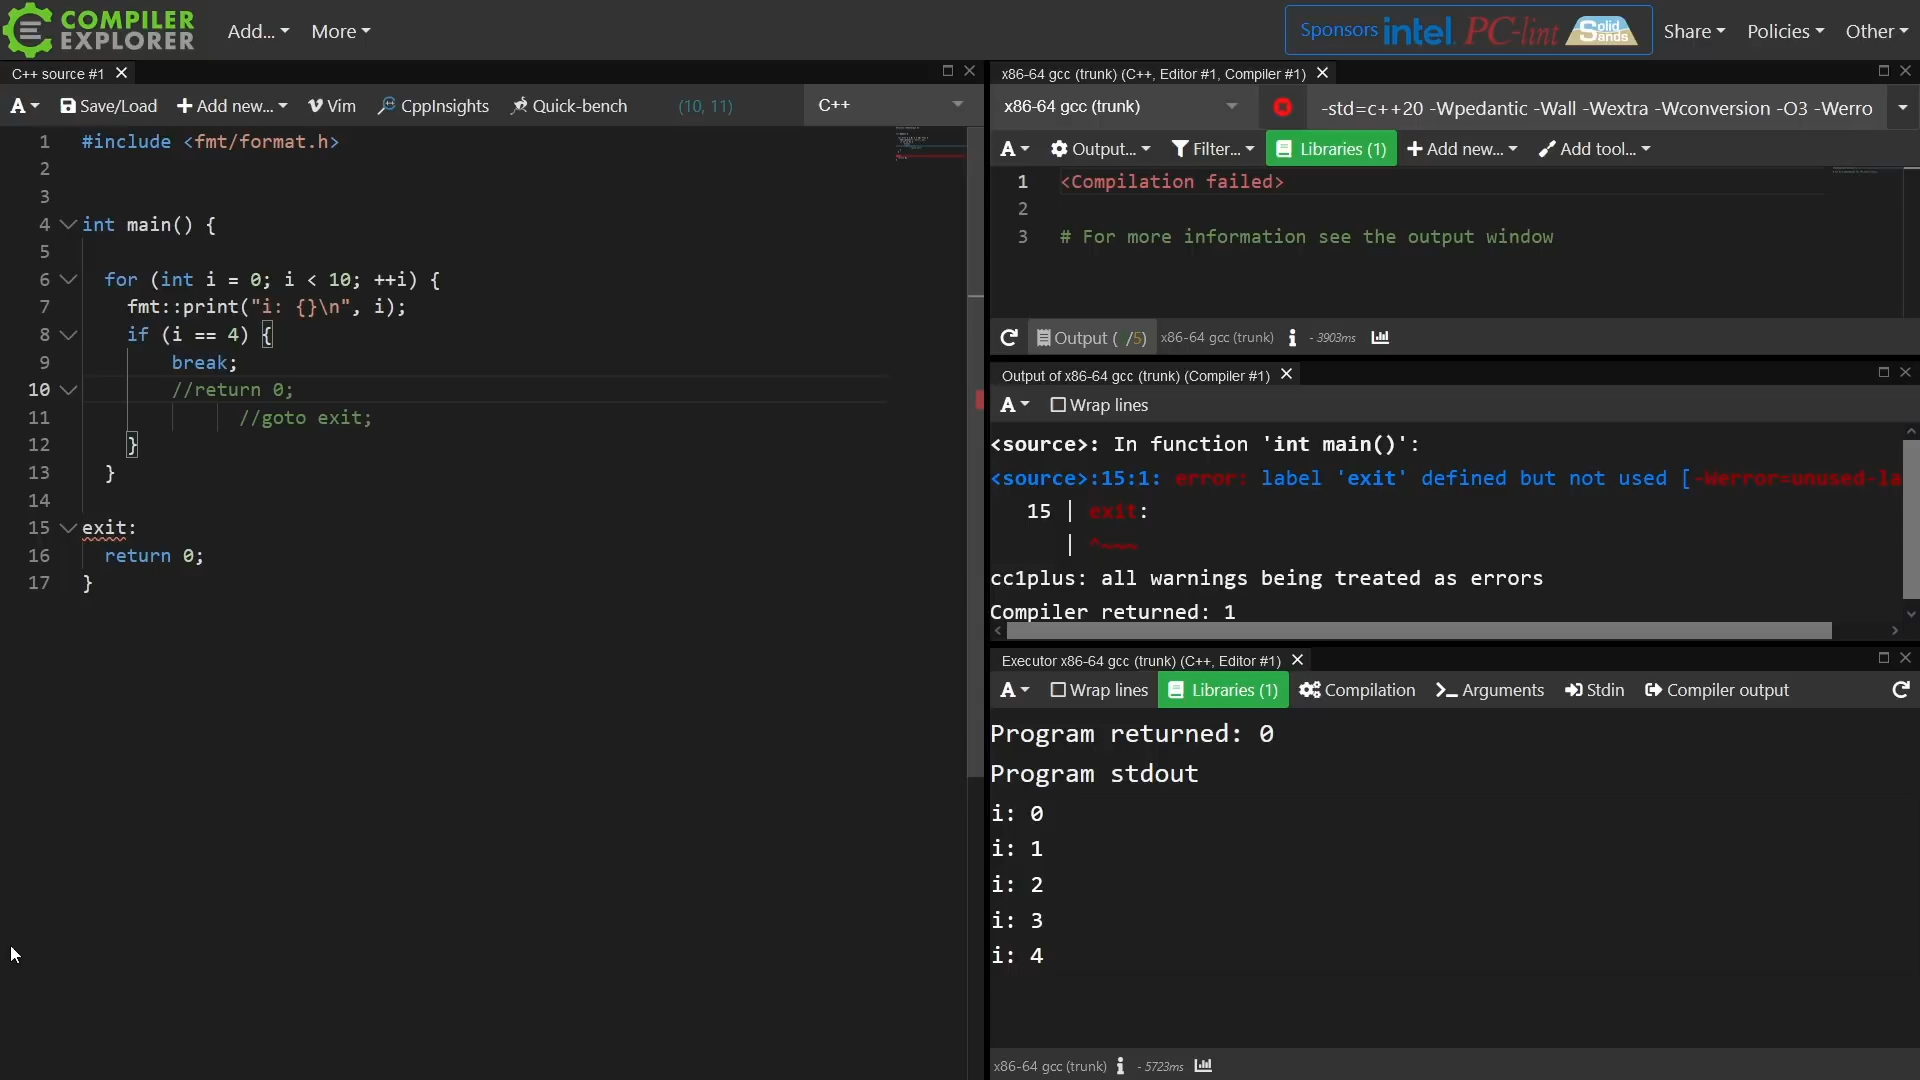 COMPILER EXPLORER
Add...
More
Sponsors intel. PC-lint Solid Sands
Share
Policies
Other
C++ source #1
A
Save/Load
Add new...
Vim
CppInsights
Quick-bench
(10, 11)
C++
1 #include <fmt/format.h>
2
3
4 int main() {
5
6 for (int i = 0; i < 10; ++i) {
7 fmt::print("i: {}\n", i);
8 if (i == 4) {
9 break;
10 //return 0;
11 //goto exit;
12 }
13 }
14
15 exit:
16 return 0;
17 }
x86-64 gcc (trunk) (C++, Editor #1, Compiler #1)
x86-64 gcc (trunk)
-std=c++20 -Wpedantic -Wall -Wextra -Wconversion -O3 -Werro
A
Output...
Filter...
Libraries (1)
Add new...
Add tool...
1 <Compilation failed>
2
3 # For more information see the output window
Output ( /5) x86-64 gcc (trunk) i - 3903ms
Output of x86-64 gcc (trunk) (Compiler #1)
A
Wrap lines
<source>: In function 'int main()':
<source>:15:1: error: label 'exit' defined but not used [-Werror=unused-la
15 | exit:
| ^~~~
cc1plus: all warnings being treated as errors
Compiler returned: 1
Executor x86-64 gcc (trunk) (C++, Editor #1)
A
Wrap lines
Libraries (1)
Compilation
Arguments
Stdin
Compiler output
Program returned: 0
Program stdout
i: 0
i: 1
i: 2
i: 3
i: 4
x86-64 gcc (trunk) i - 5723ms